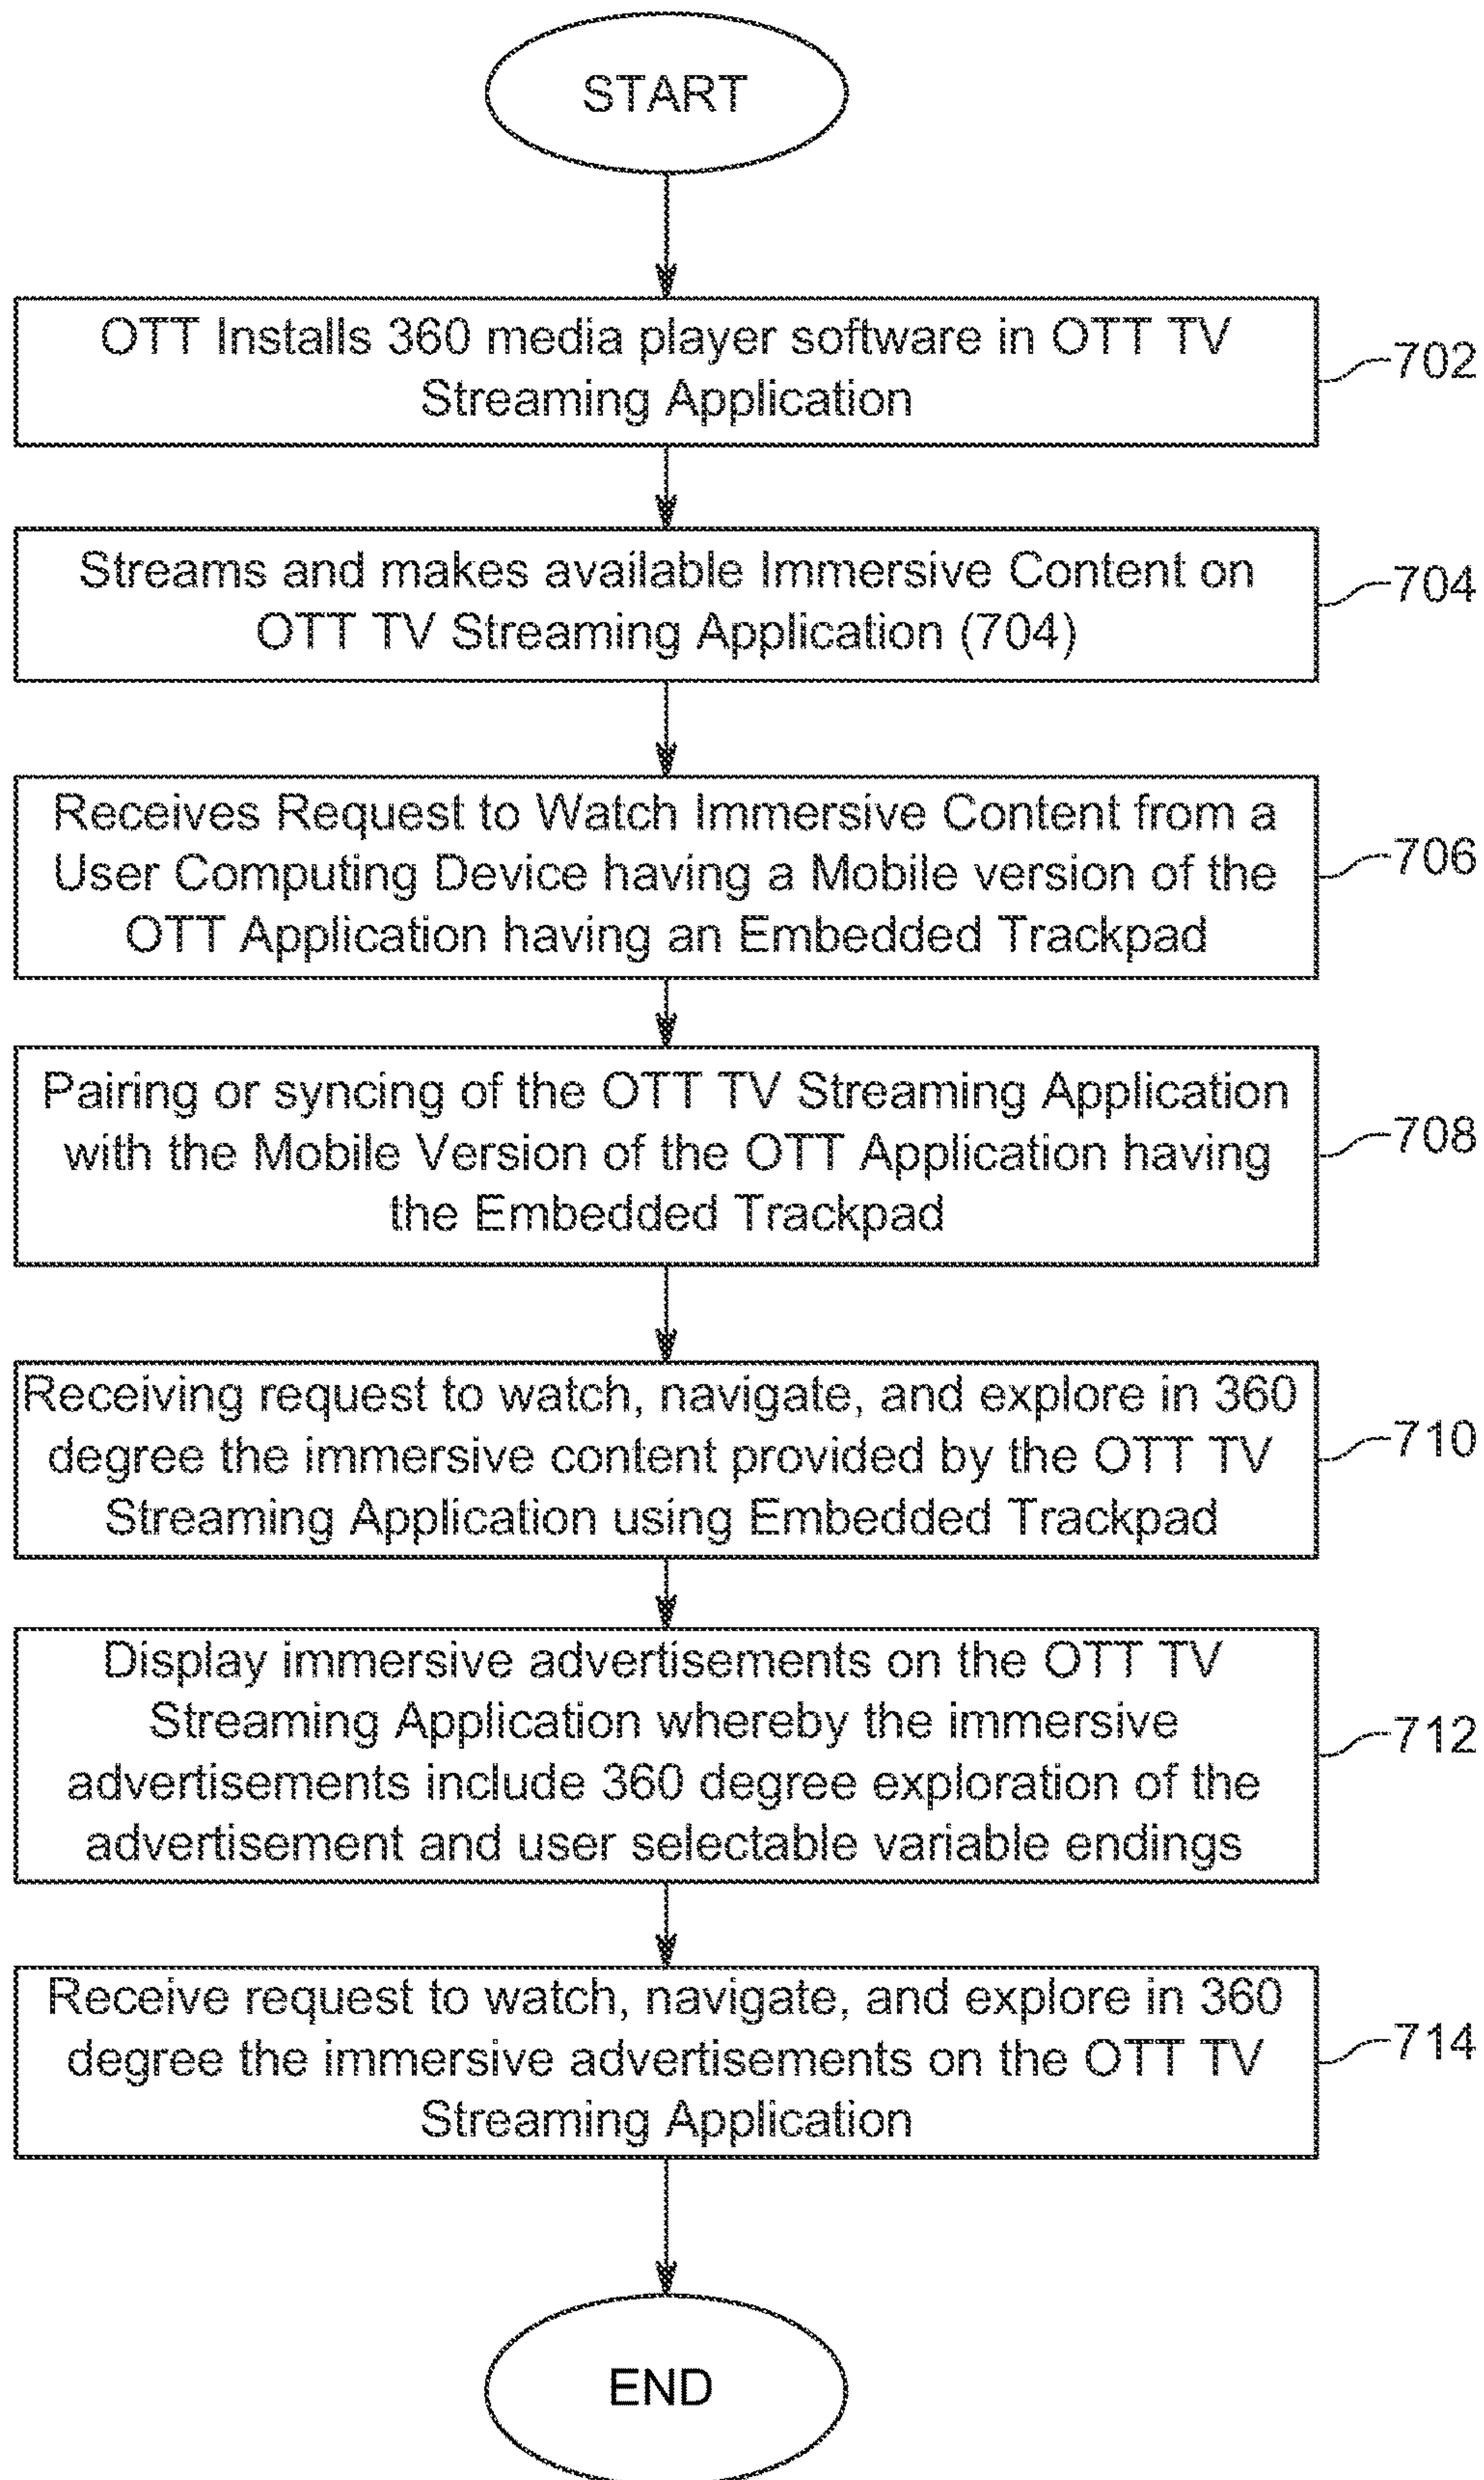 START
OTT Installs 360 media player software in OTT TV
Streaming Application
702
Streams and makes available Immersive Content on
OTT TV Streaming Application (704)
704
Receives Request to Watch Immersive Content from a
User Computing Device having a Mobile version of the
OTT Application having an Embedded Trackpad
706
Pairing or syncing of the OTT TV Streaming Application
with the Mobile Version of the OTT Application having
the Embedded Trackpad
708
Receiving request to watch, navigate, and explore in 360
degree the immersive content provided by the OTT TV
Streaming Application using Embedded Trackpad
710
Display immersive advertisements on the OTT TV
Streaming Application whereby the immersive
advertisements include 360 degree exploration of the
advertisement and user selectable variable endings
712
Receive request to watch, navigate, and explore in 360
degree the immersive advertisements on the OTT TV
Streaming Application
714
END